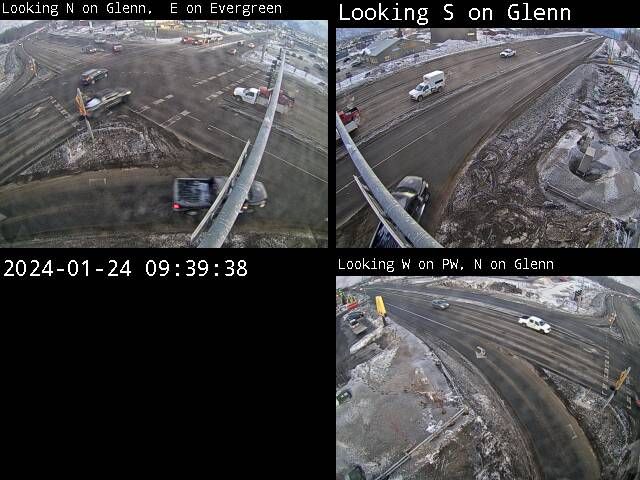 Looking N on Glenn,  E on Evergreen
Looking S on Glenn
2024-01-24 09:39:38
Looking W on PW, N on Glenn